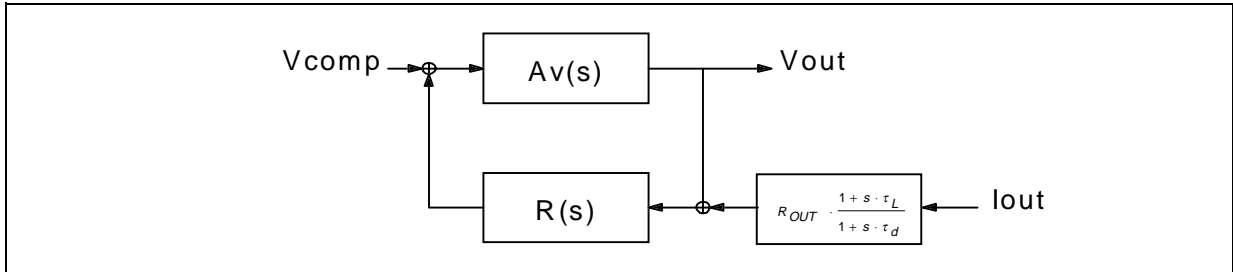 Vcomp
Av(s)
Vout
R(s)
R_OUT · (1 + s · τ_L) / (1 + s · τ_d)
Iout